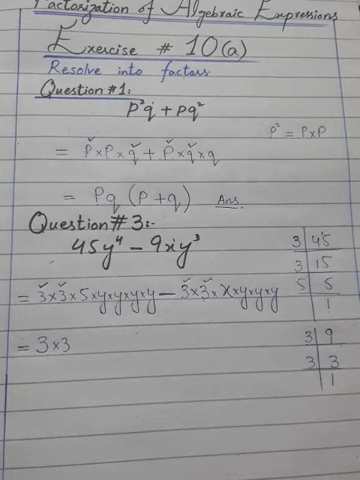 Factorization of Algebraic Expressions
Exercise # 10(a)
Resolve into factors.
Question #1:
p²q + pq²
p² = p×p
= p×p×q + p×q×q
= pq (p+q) Ans.
Question #3:-
45y⁴ - 9xy³
= 3×3×5×y×y×y×y - 3×3×x×y×y×y
= 3×3
3 | 45
3 | 15
5 | 5
1
3 | 9
3 | 3
1